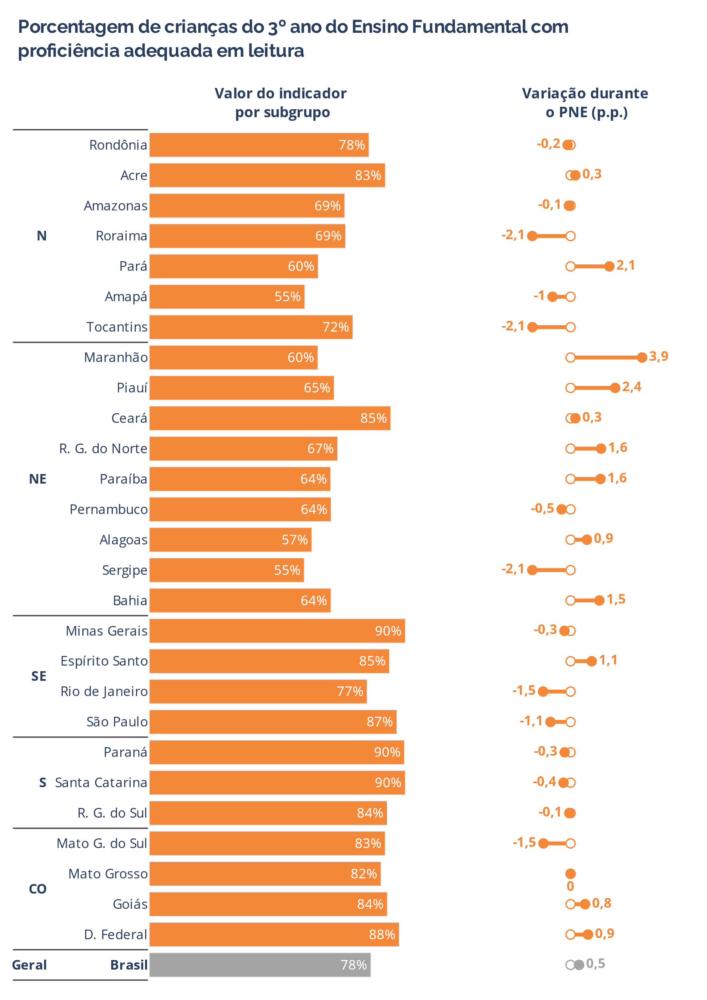 Porcentagem de crianças do 3º ano do Ensino Fundamental com
proficiência adequada em leitura
Valor do indicador
por subgrupo
Variação durante
o PNE (p.p.)
Rondônia 78% -0,2
Acre 83% 0,3
Amazonas 69% -0,1
N Roraima 69% -2,1
Pará 60% 2,1
Amapá 55% -1
Tocantins 72% -2,1
Maranhão 60% 3,9
Piauí 65% 2,4
Ceará 85% 0,3
R. G. do Norte 67% 1,6
NE Paraíba 64% 1,6
Pernambuco 64% -0,5
Alagoas 57% 0,9
Sergipe 55% -2,1
Bahia 64% 1,5
Minas Gerais 90% -0,3
Espírito Santo 85% 1,1
SE
Rio de Janeiro 77% -1,5
São Paulo 87% -1,1
Paraná 90% -0,3
S Santa Catarina 90% -0,4
R. G. do Sul 84% -0,1
Mato G. do Sul 83% -1,5
Mato Grosso 82% 0
CO
Goiás 84% 0,8
D. Federal 88% 0,9
Geral Brasil 78% 0,5